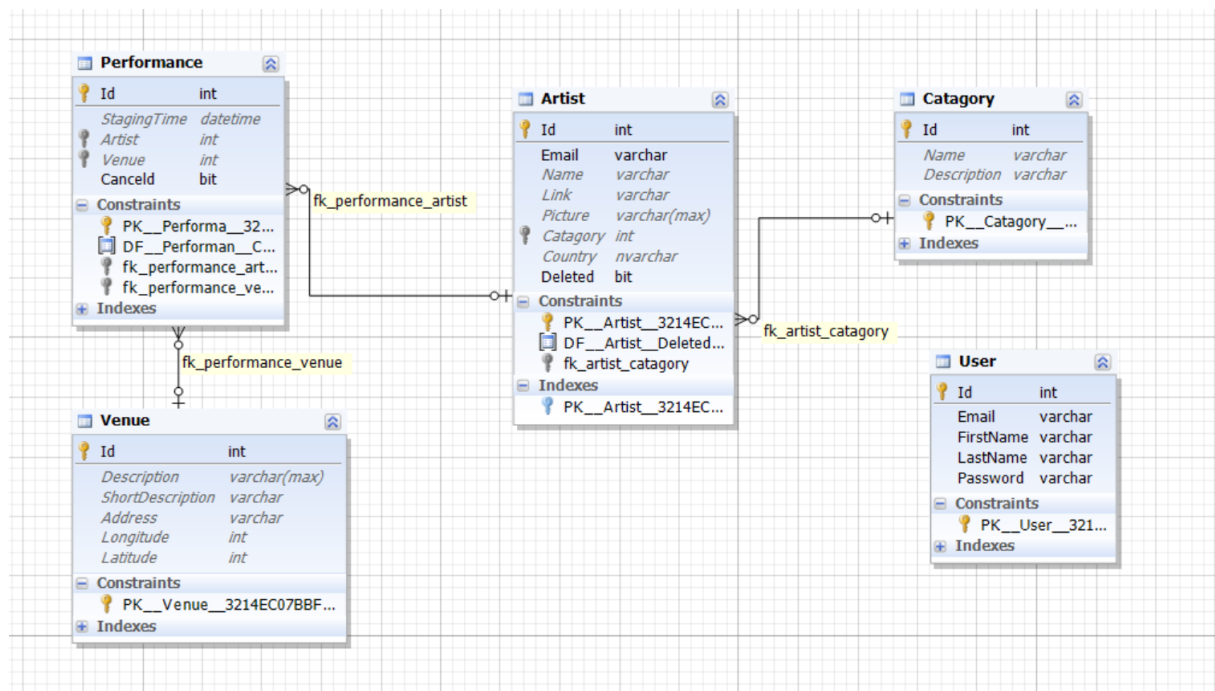 Performance
Id int
StagingTime datetime
Artist int
Venue int
Canceld bit
Constraints
PK__Performa__32...
DF__Performan__C...
fk_performance_art...
fk_performance_ve...
Indexes
fk_performance_artist
fk_performance_venue
Venue
Id int
Description varchar(max)
ShortDescription varchar
Address varchar
Longitude int
Latitude int
Constraints
PK__Venue__3214EC07BBF...
Indexes
Artist
Id int
Email varchar
Name varchar
Link varchar
Picture varchar(max)
Catagory int
Country nvarchar
Deleted bit
Constraints
PK__Artist__3214EC...
DF__Artist__Deleted...
fk_artist_catagory
Indexes
PK__Artist__3214EC...
fk_artist_catagory
Catagory
Id int
Name varchar
Description varchar
Constraints
PK__Catagory__...
Indexes
User
Id int
Email varchar
FirstName varchar
LastName varchar
Password varchar
Constraints
PK__User__321...
Indexes